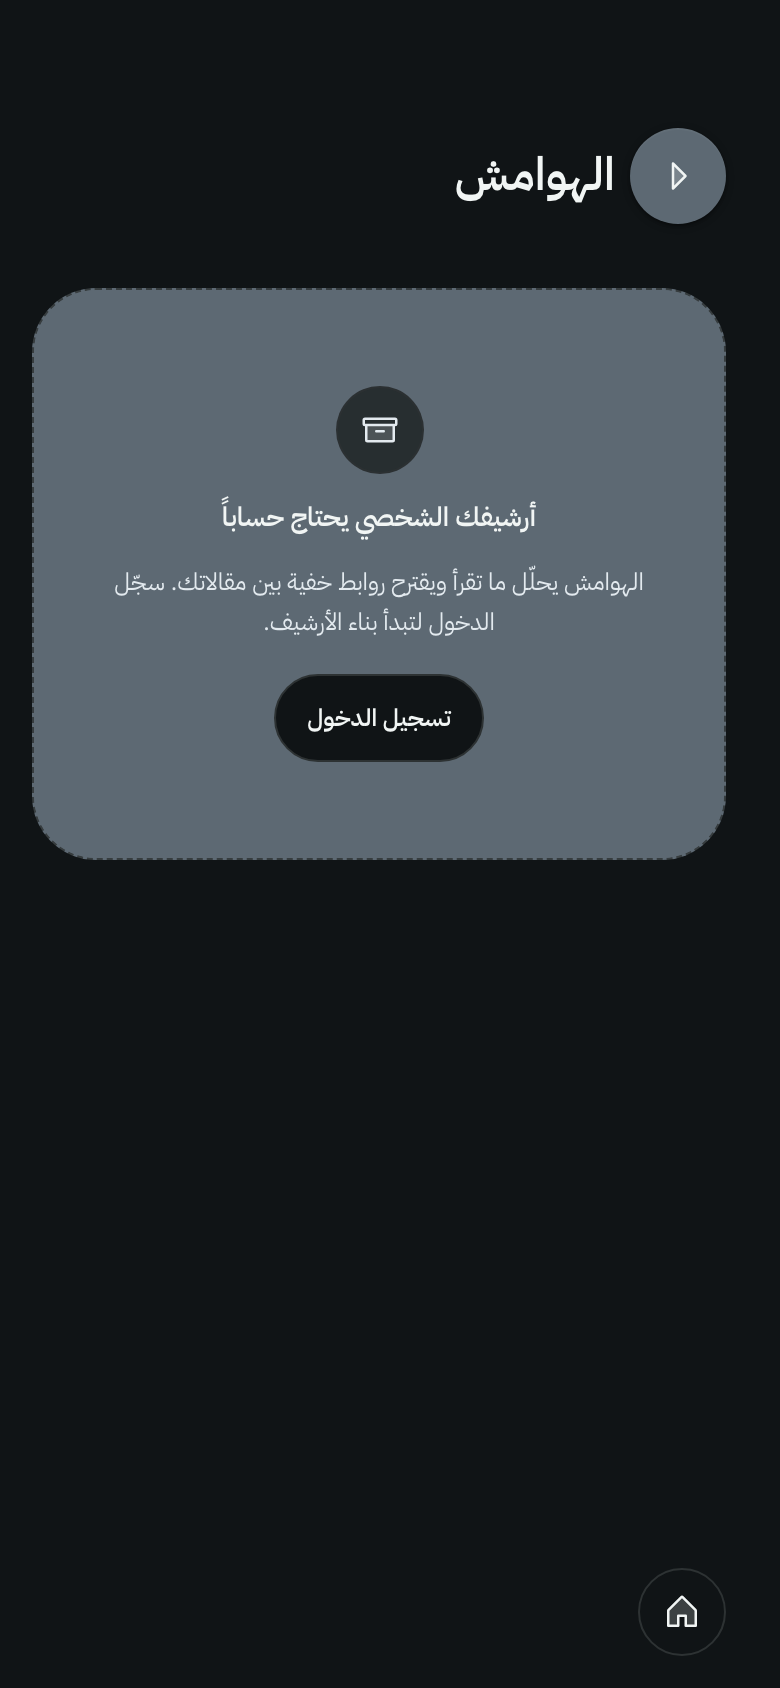 الهوامش
أرشيفك الشخصي يحتاج حساباً
الهوامش يحلّل ما تقرأ ويقترح روابط خفية بين مقالاتك. سجّل
الدخول لتبدأ بناء الأرشيف.
تسجيل الدخول